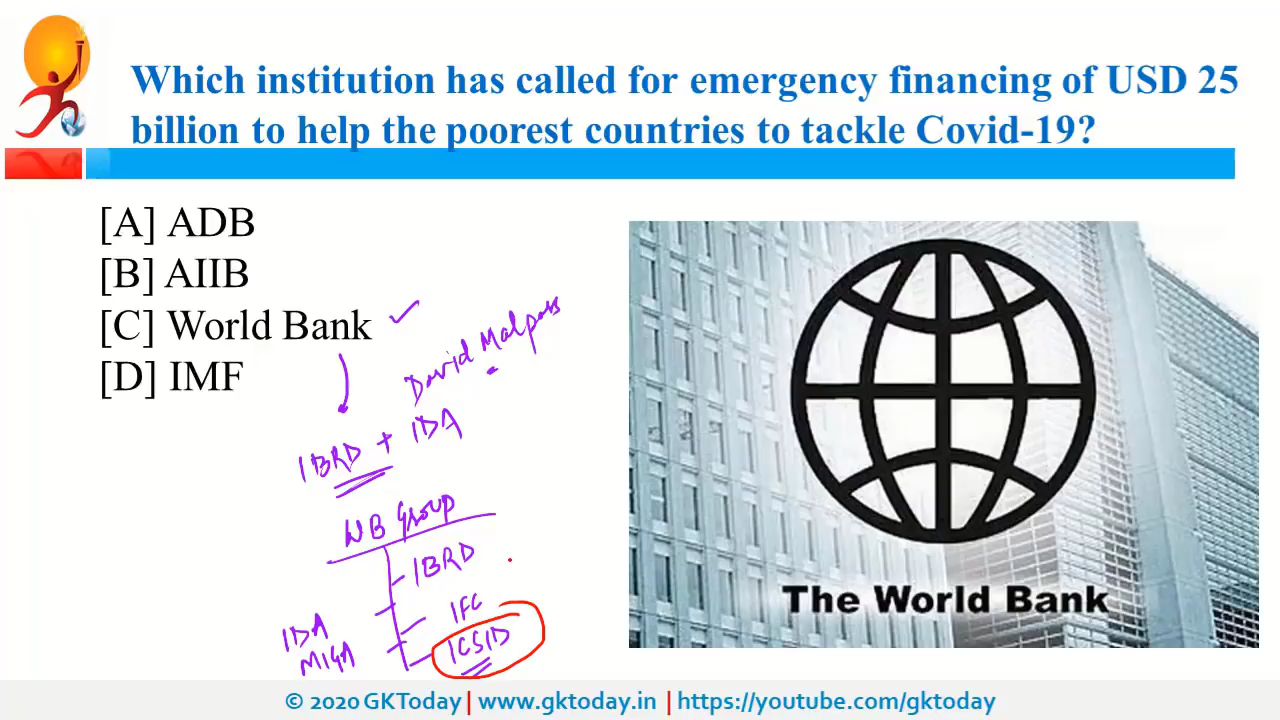 Which institution has called for emergency financing of USD 25
billion to help the poorest countries to tackle Covid-19?
[A] ADB
[B] AIIB
[C] World Bank
[D] IMF
David Malpass
IBRD + IDA
WB Group
IBRD
IFC
ICSID
IDA
MIGA
The World Bank
© 2020 GKToday | www.gktoday.in | https://youtube.com/gktoday